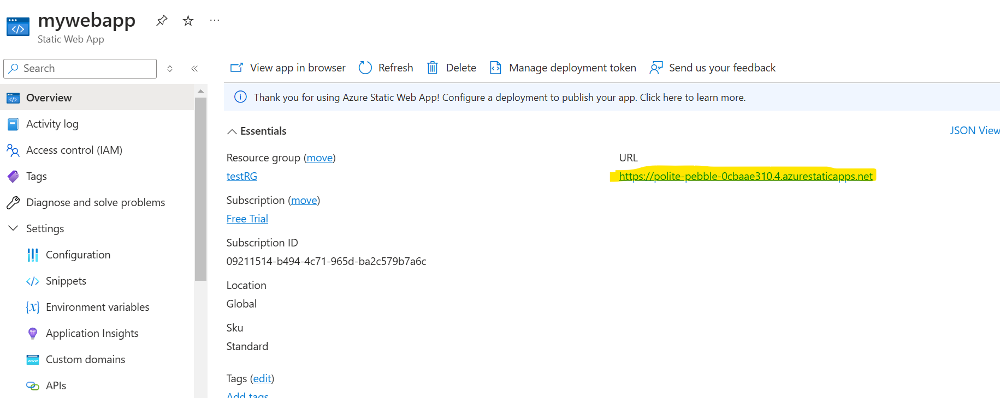 mywebapp
Static Web App
Search
View app in browser Refresh Delete Manage deployment token Send us your feedback
Overview
Activity log
Access control (IAM)
Tags
Diagnose and solve problems
Settings
Configuration
Snippets
Environment variables
Application Insights
Custom domains
APIs
Thank you for using Azure Static Web App! Configure a deployment to publish your app. Click here to learn more.
Essentials
JSON View
Resource group (move)
testRG
Subscription (move)
Free Trial
Subscription ID
09211514-b494-4c71-965d-ba2c579b7a6c
Location
Global
Sku
Standard
Tags (edit)
Add tags
URL
https://polite-pebble-0cbaae310.4.azurestaticapps.net